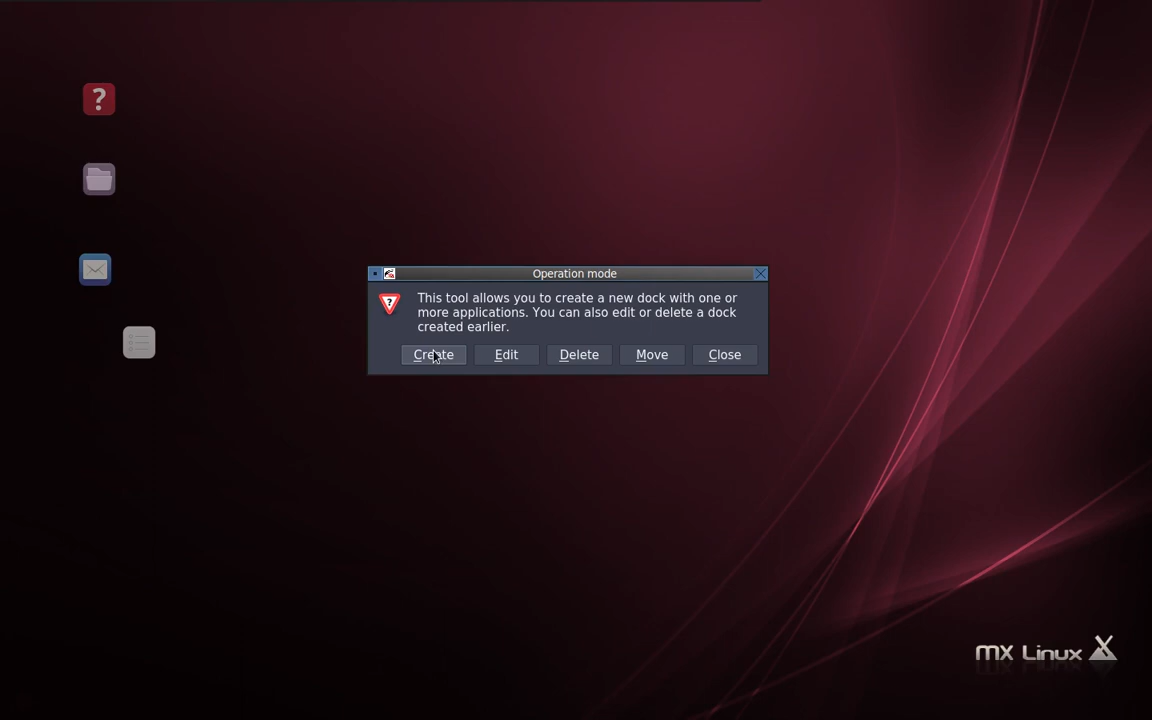 ?
Operation mode
?
This tool allows you to create a new dock with one or
more applications. You can also edit or delete a dock
created earlier.
Create Edit Delete Move Close
MX Linux